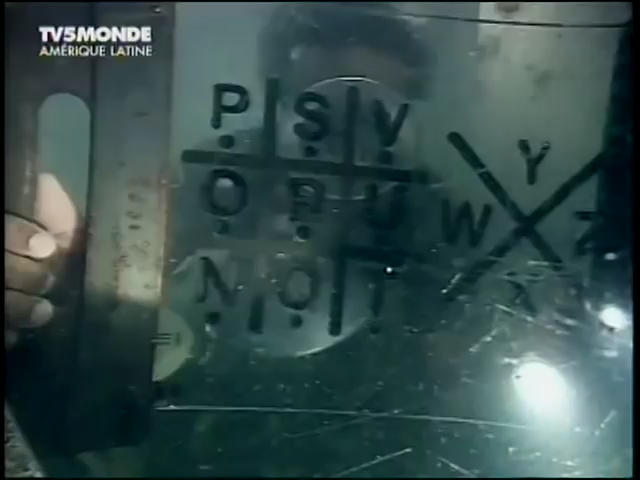 TV5MONDE
AMÉRIQUE LATINE
P S V
O R U
N Q T
Y
W Z
X